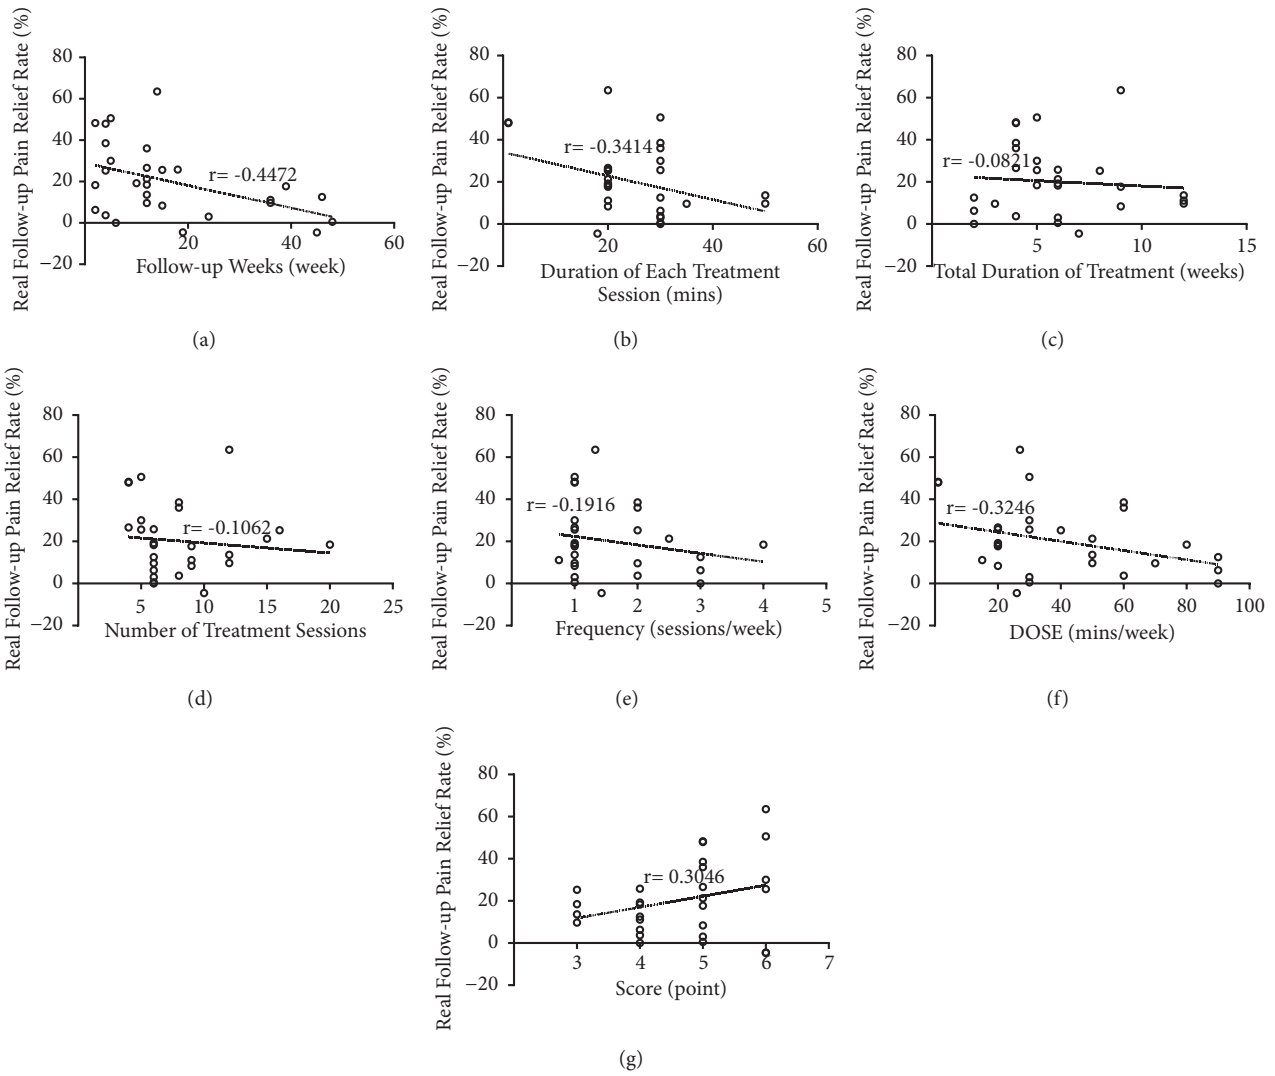 Real Follow-up Pain Relief Rate (%)
80
60
40
20
0
−20
r= -0.4472
20
40
60
Follow-up Weeks (week)
(a)
Real Follow-up Pain Relief Rate (%)
80
60
40
20
0
−20
r= -0.3414
20
40
60
Duration of Each Treatment
Session (mins)
(b)
Real Follow-up Pain Relief Rate (%)
80
60
40
20
0
−20
r= -0.0821
5
10
15
Total Duration of Treatment (weeks)
(c)
Real Follow-up Pain Relief Rate (%)
80
60
40
20
0
−20
r= -0.1062
5
10
15
20
25
Number of Treatment Sessions
(d)
Real Follow-up Pain Relief Rate (%)
80
60
40
20
0
−20
r= -0.1916
1
2
3
4
5
Frequency (sessions/week)
(e)
Real Follow-up Pain Relief Rate (%)
80
60
40
20
0
−20
r= -0.3246
20
40
60
80
100
DOSE (mins/week)
(f)
Real Follow-up Pain Relief Rate (%)
80
60
40
20
0
−20
r= 0.3046
3
4
5
6
7
Score (point)
(g)